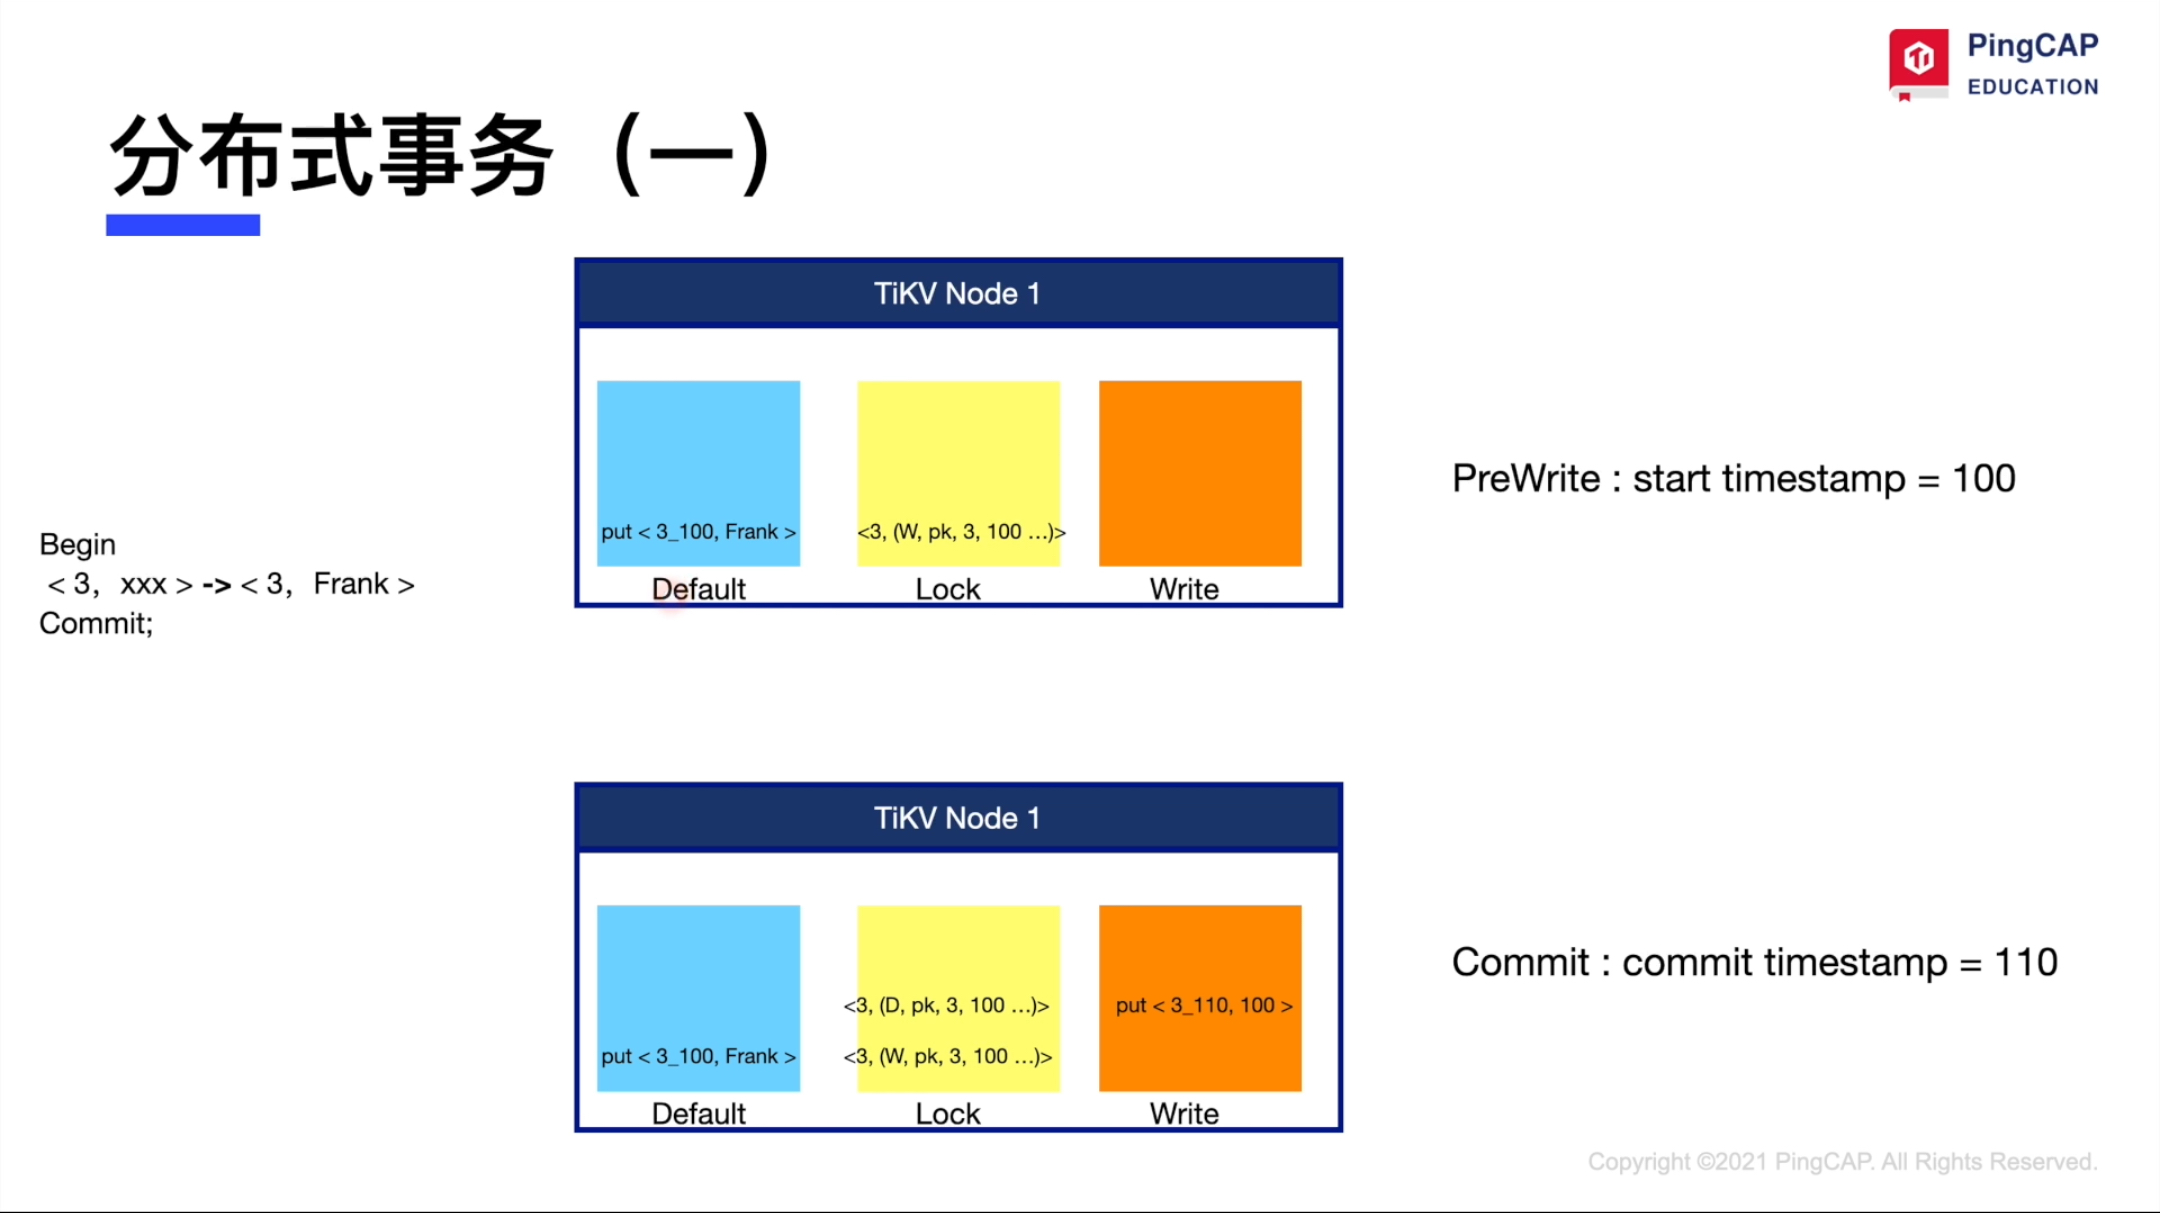 PingCAP
EDUCATION
分布式事务（一）
TiKV Node 1
put < 3_100, Frank >
<3, (W, pk, 3, 100 ...)>
Default
Lock
Write
PreWrite : start timestamp = 100
Begin
< 3,  xxx > -> < 3,  Frank >
Commit;
TiKV Node 1
<3, (D, pk, 3, 100 ...)>
put < 3_110, 100 >
put < 3_100, Frank >
<3, (W, pk, 3, 100 ...)>
Default
Lock
Write
Commit : commit timestamp = 110
Copyright ©2021 PingCAP. All Rights Reserved.